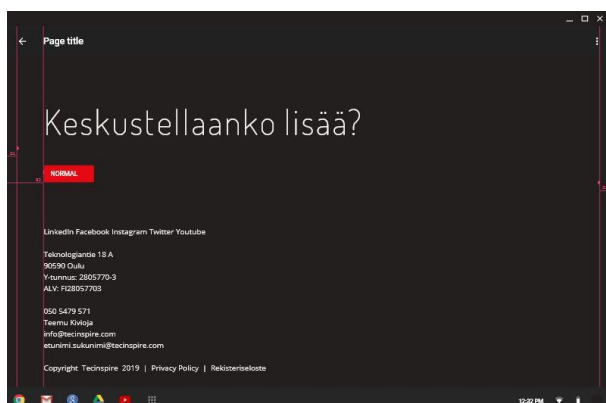 Page title
Keskustellaanko lisää?
NORMAL
LinkedIn Facebook Instagram Twitter Youtube
Teknologiantie 18 A
90590 Oulu
Y-tunnus: 2805770-3
ALV: FI28057703
050 5479 571
Teemu Kivioja
info@tecinspire.com
etunimi.sukunimi@tecinspire.com
Copyright Tecinspire 2019 | Privacy Policy | Rekisteriseloste
12:32 PM